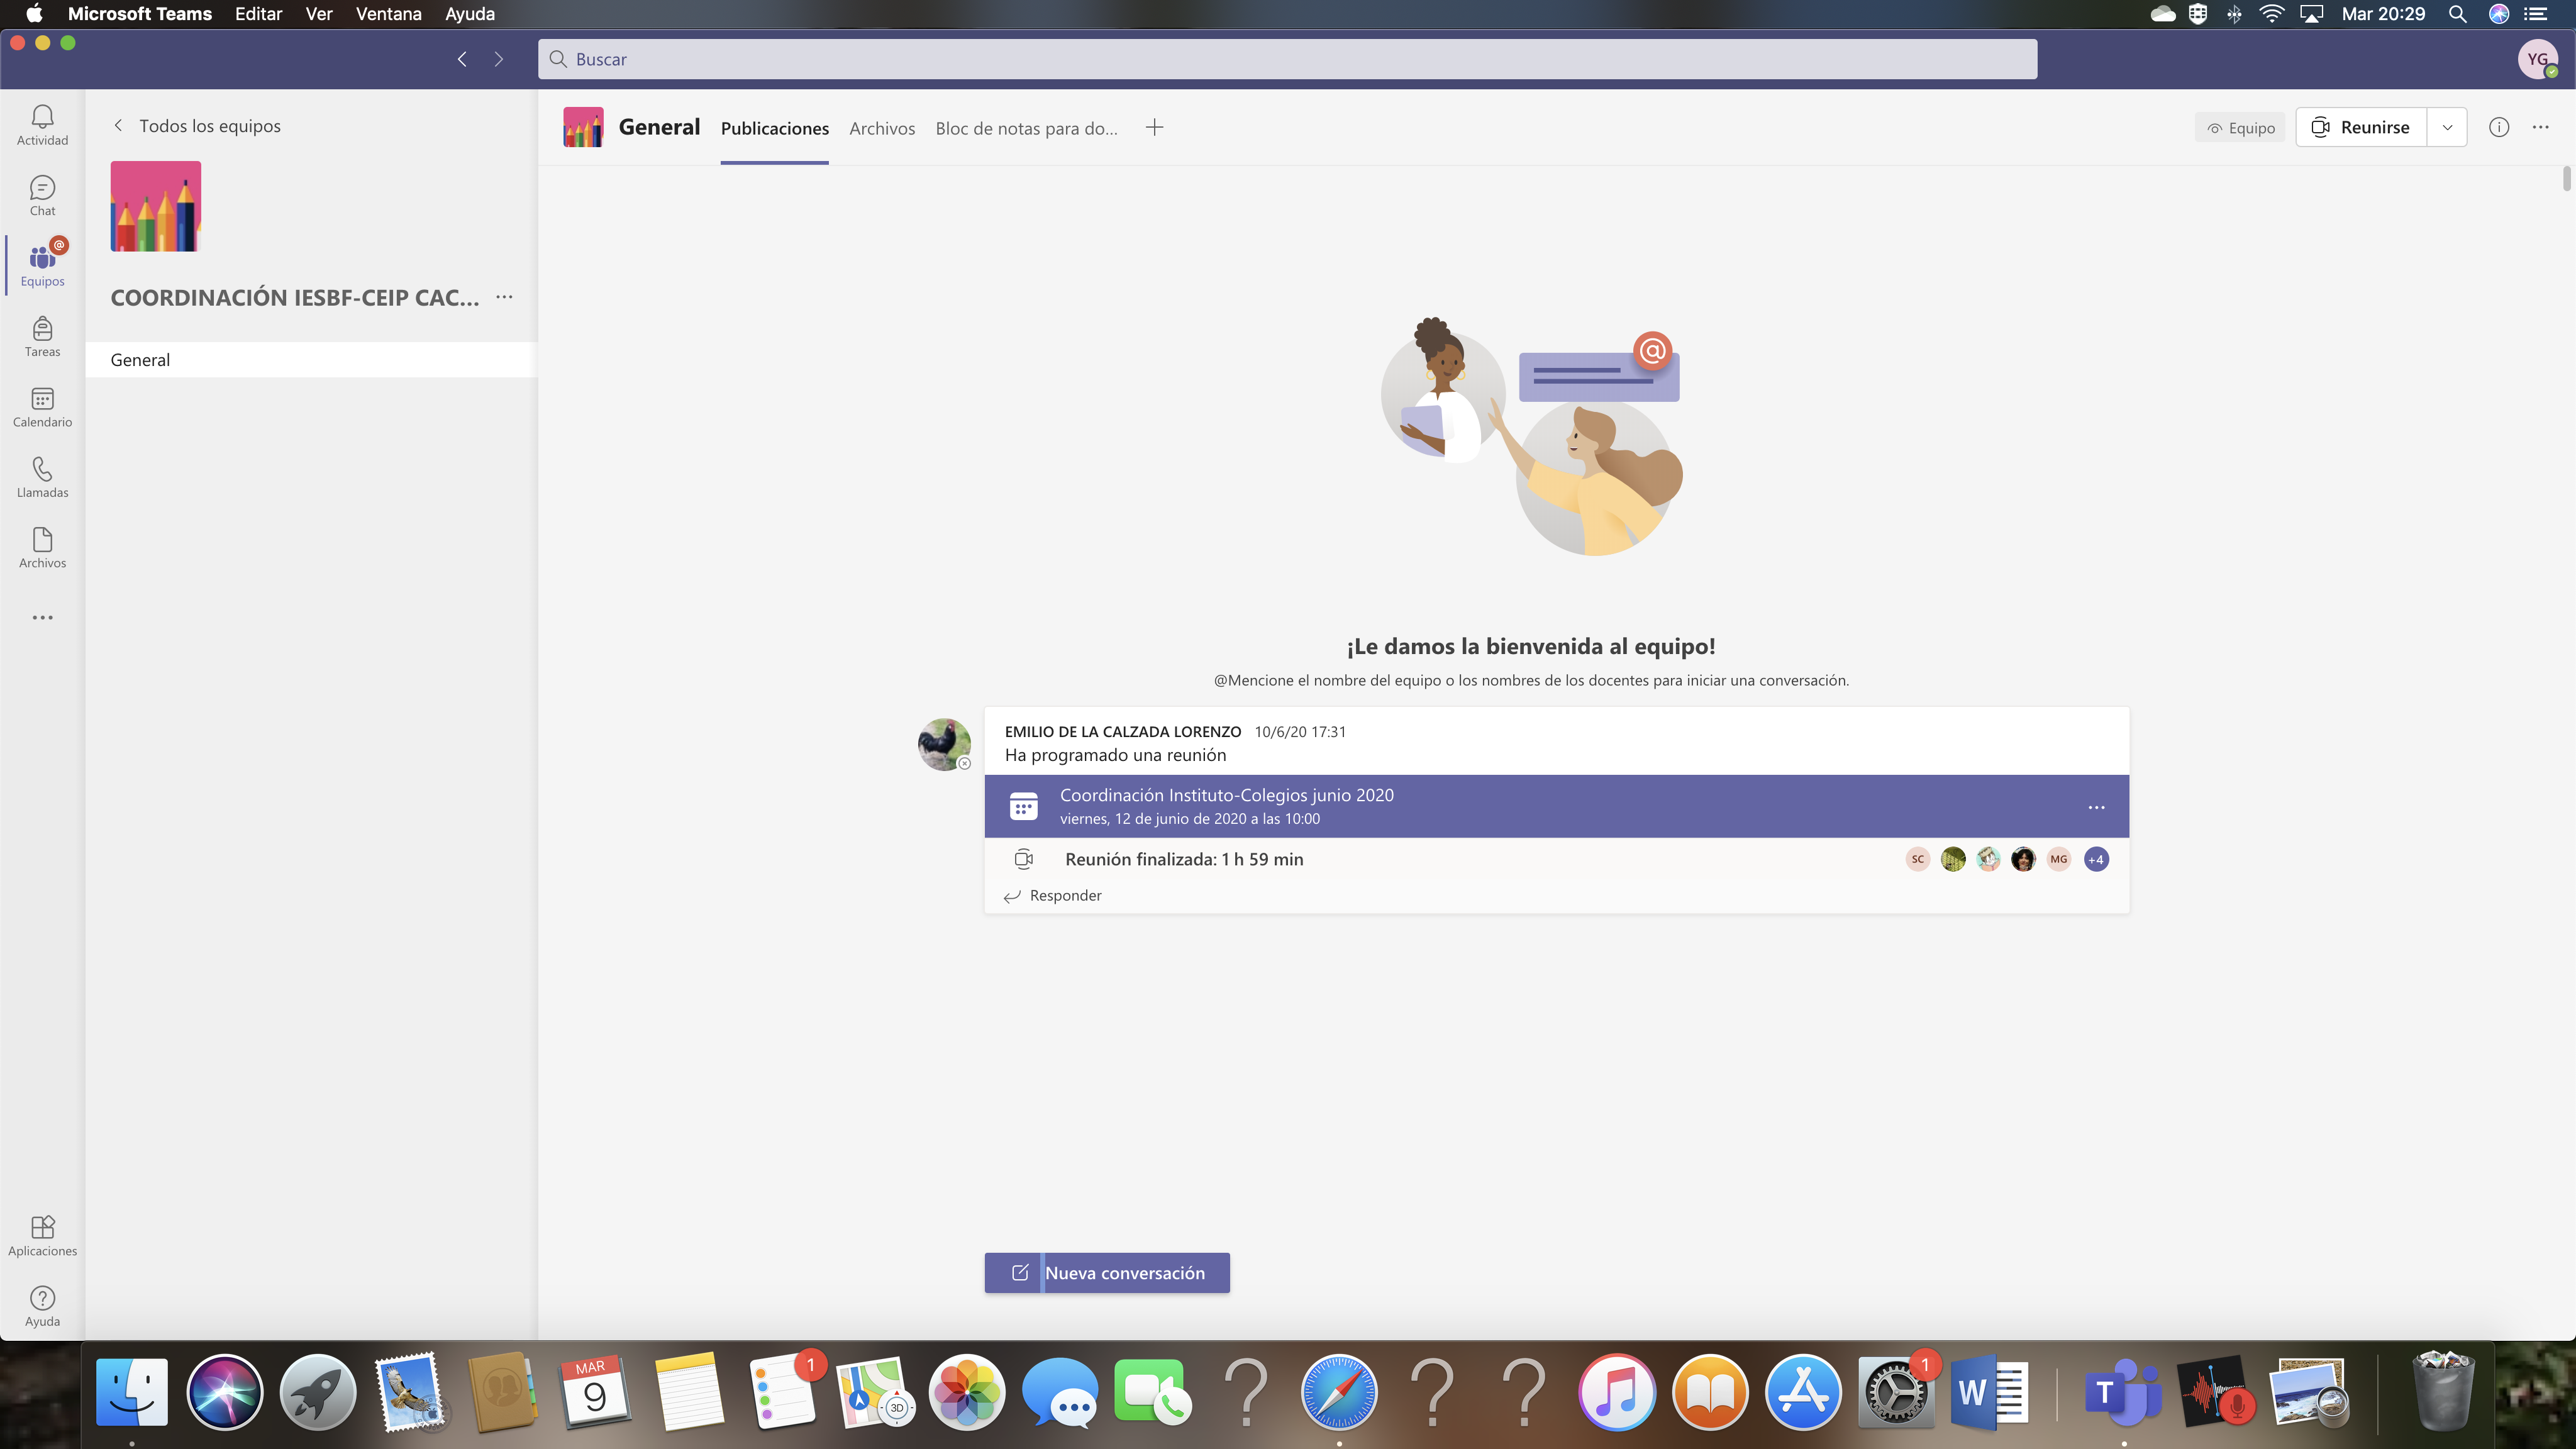 Microsoft Teams Editar Ver Ventana Ayuda Mar 20:29
Buscar
YG
Actividad
Chat
@
Equipos
Tareas
Calendario
Llamadas
Archivos
Aplicaciones
Ayuda
Todos los equipos
COORDINACIÓN IESBF-CEIP CAC... ...
General
General Publicaciones Archivos Bloc de notas para do... +
Equipo Reunirse
@
¡Le damos la bienvenida al equipo!
@Mencione el nombre del equipo o los nombres de los docentes para iniciar una conversación.
EMILIO DE LA CALZADA LORENZO 10/6/20 17:31
Ha programado una reunión
Coordinación Instituto-Colegios junio 2020
viernes, 12 de junio de 2020 a las 10:00
Reunión finalizada: 1 h 59 min SC MG +4
Responder
Nueva conversación
MAR
9
1
3D
? ? ?
1
W
T